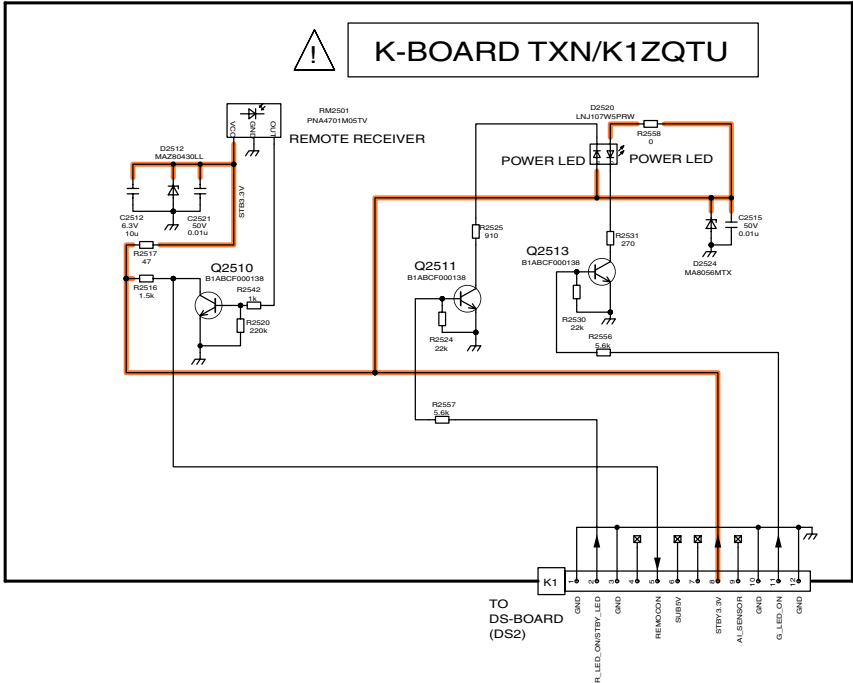 !
K-BOARD TXN/K1ZQTU
RM2501
PNA4701M05TV
REMOTE RECEIVER
VCC
GND
OUT
D2512
MAZ80430LL
STB3.3V
C2512
6.3V
10u
C2521
50V
0.01u
R2517
47
R2516
1.5k
Q2510
B1ABCF000138
R2542
1k
R2520
220k
D2520
LNJ107W5PRW
R2558
0
POWER LED
POWER LED
R2525
910
R2531
270
C2515
50V
0.01u
D2524
MA8056MTX
Q2511
B1ABCF000138
Q2513
B1ABCF000138
R2524
22k
R2530
22k
R2556
5.6k
R2557
5.6k
K1
1
2
3
4
5
6
7
8
9
10
11
12
TO
DS-BOARD
(DS2)
GND
R_LED_ON/STBY_LED
GND
REMOCON
SUB5V
STBY3.3V
AI_SENSOR
GND
G_LED_ON
GND